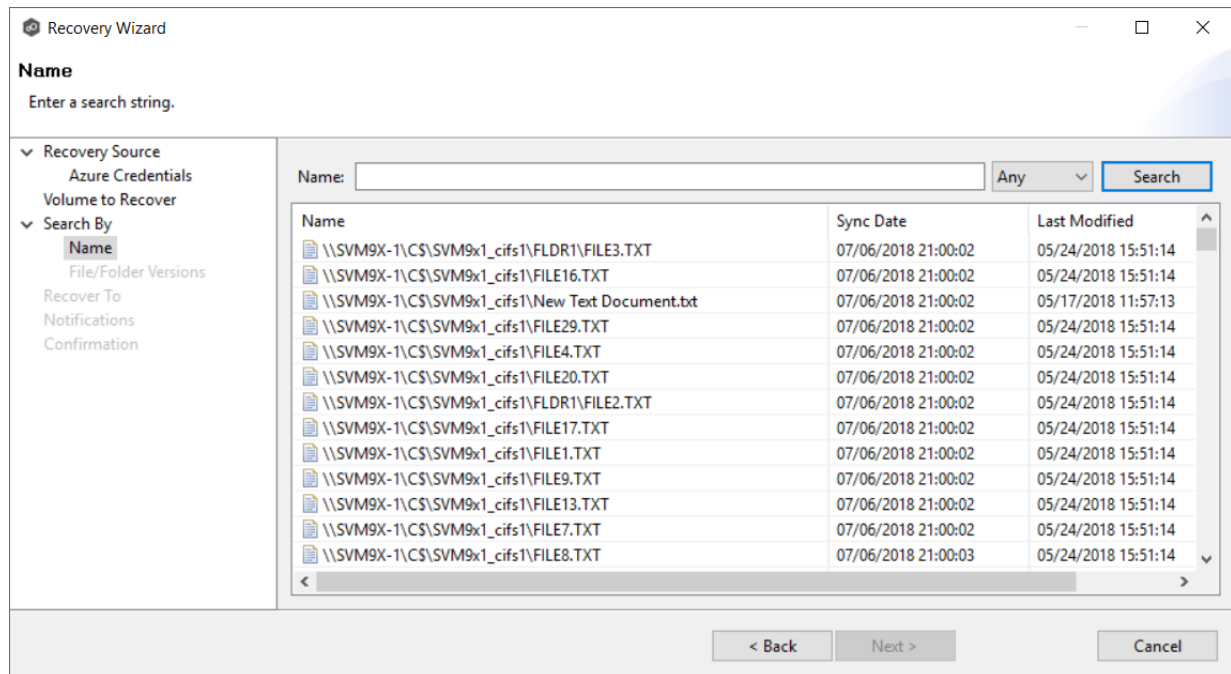 Recovery Wizard
Name
Enter a search string.
Recovery Source
Azure Credentials
Volume to Recover
Search By
Name
File/Folder Versions
Recover To
Notifications
Confirmation
Name: Any Search
Name Sync Date Last Modified
\\SVM9X-1\C$\SVM9x1_cifs1\FLDR1\FILE3.TXT 07/06/2018 21:00:02 05/24/2018 15:51:14
\\SVM9X-1\C$\SVM9x1_cifs1\FILE16.TXT 07/06/2018 21:00:02 05/24/2018 15:51:14
\\SVM9X-1\C$\SVM9x1_cifs1\New Text Document.txt 07/06/2018 21:00:02 05/17/2018 11:57:13
\\SVM9X-1\C$\SVM9x1_cifs1\FILE29.TXT 07/06/2018 21:00:02 05/24/2018 15:51:14
\\SVM9X-1\C$\SVM9x1_cifs1\FILE4.TXT 07/06/2018 21:00:02 05/24/2018 15:51:14
\\SVM9X-1\C$\SVM9x1_cifs1\FILE20.TXT 07/06/2018 21:00:02 05/24/2018 15:51:14
\\SVM9X-1\C$\SVM9x1_cifs1\FLDR1\FILE2.TXT 07/06/2018 21:00:02 05/24/2018 15:51:14
\\SVM9X-1\C$\SVM9x1_cifs1\FILE17.TXT 07/06/2018 21:00:02 05/24/2018 15:51:14
\\SVM9X-1\C$\SVM9x1_cifs1\FILE1.TXT 07/06/2018 21:00:02 05/24/2018 15:51:14
\\SVM9X-1\C$\SVM9x1_cifs1\FILE9.TXT 07/06/2018 21:00:02 05/24/2018 15:51:14
\\SVM9X-1\C$\SVM9x1_cifs1\FILE13.TXT 07/06/2018 21:00:02 05/24/2018 15:51:14
\\SVM9X-1\C$\SVM9x1_cifs1\FILE7.TXT 07/06/2018 21:00:02 05/24/2018 15:51:14
\\SVM9X-1\C$\SVM9x1_cifs1\FILE8.TXT 07/06/2018 21:00:03 05/24/2018 15:51:14
< Back Next > Cancel